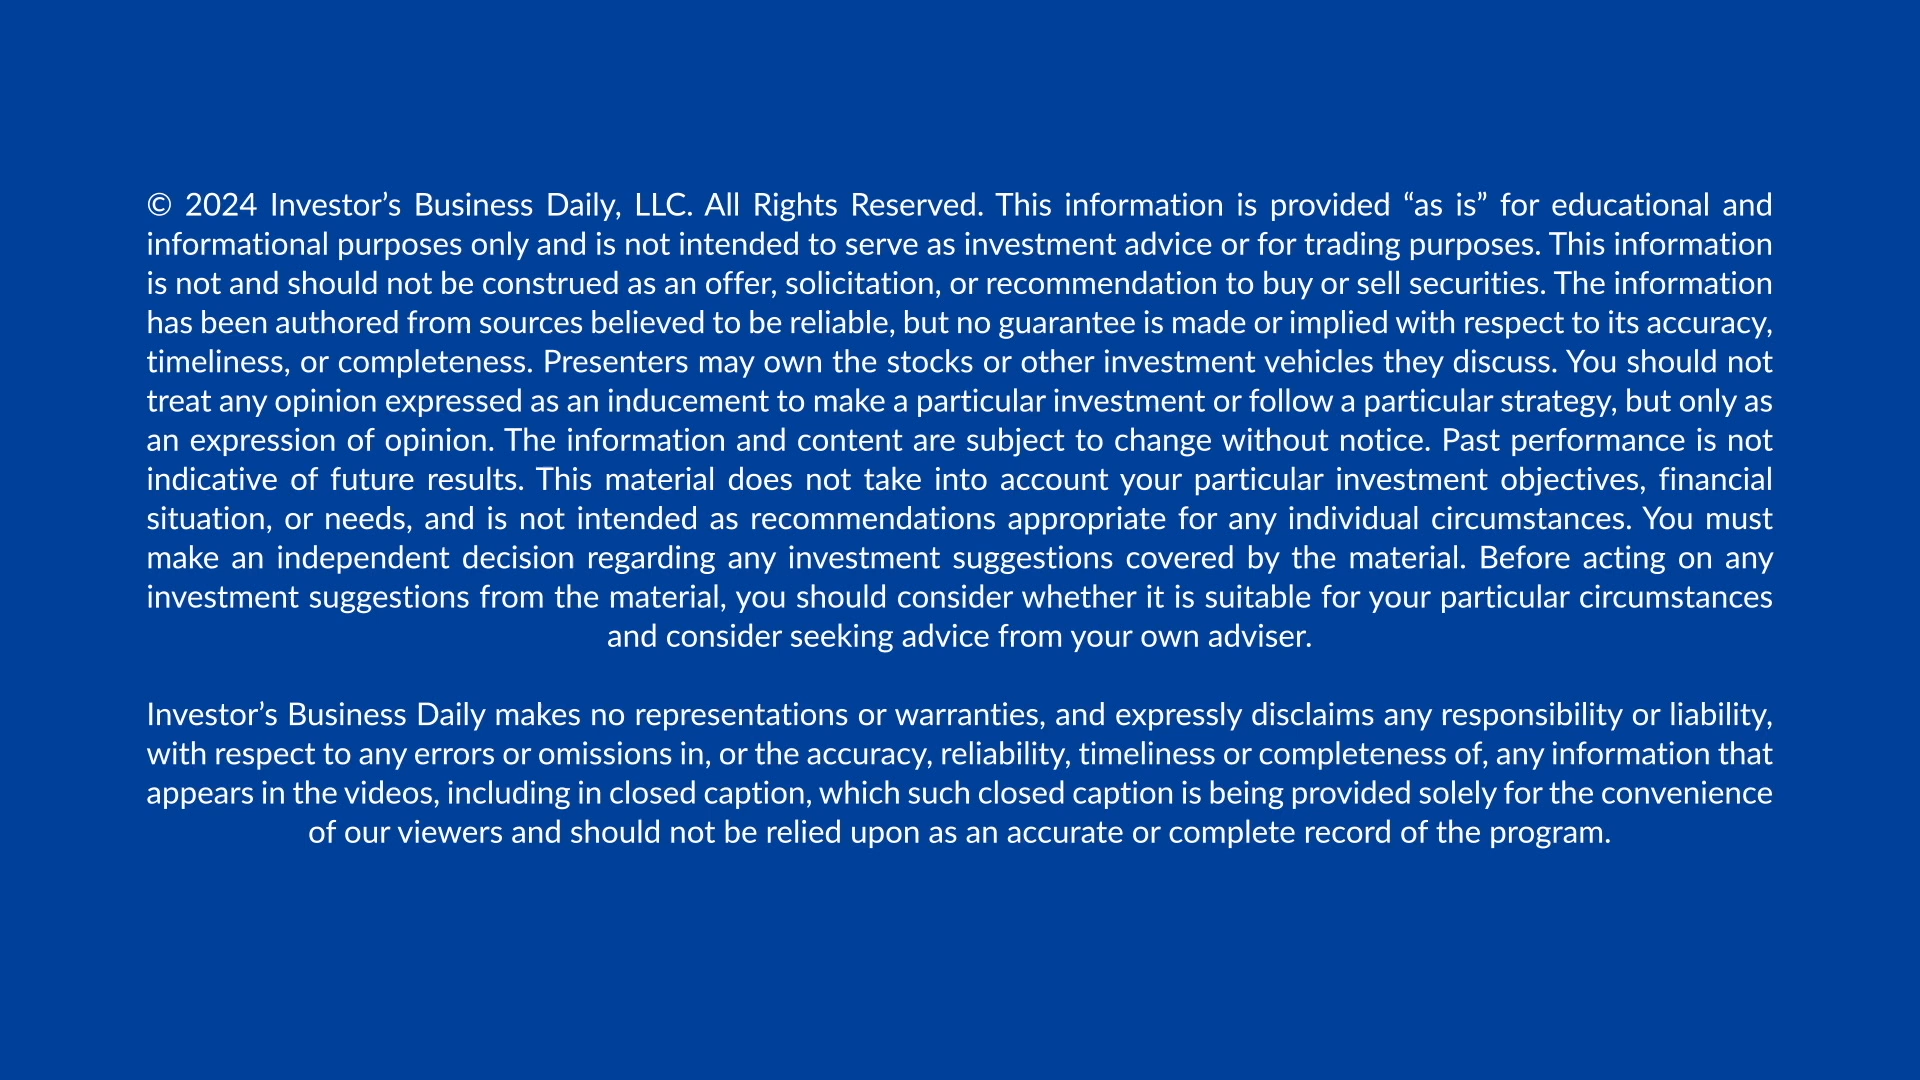 © 2024 Investor’s Business Daily, LLC. All Rights Reserved. This information is provided “as is” for educational and
informational purposes only and is not intended to serve as investment advice or for trading purposes. This information
is not and should not be construed as an offer, solicitation, or recommendation to buy or sell securities. The information
has been authored from sources believed to be reliable, but no guarantee is made or implied with respect to its accuracy,
timeliness, or completeness. Presenters may own the stocks or other investment vehicles they discuss. You should not
treat any opinion expressed as an inducement to make a particular investment or follow a particular strategy, but only as
an expression of opinion. The information and content are subject to change without notice. Past performance is not
indicative of future results. This material does not take into account your particular investment objectives, financial
situation, or needs, and is not intended as recommendations appropriate for any individual circumstances. You must
make an independent decision regarding any investment suggestions covered by the material. Before acting on any
investment suggestions from the material, you should consider whether it is suitable for your particular circumstances
and consider seeking advice from your own adviser.
Investor’s Business Daily makes no representations or warranties, and expressly disclaims any responsibility or liability,
with respect to any errors or omissions in, or the accuracy, reliability, timeliness or completeness of, any information that
appears in the videos, including in closed caption, which such closed caption is being provided solely for the convenience
of our viewers and should not be relied upon as an accurate or complete record of the program.